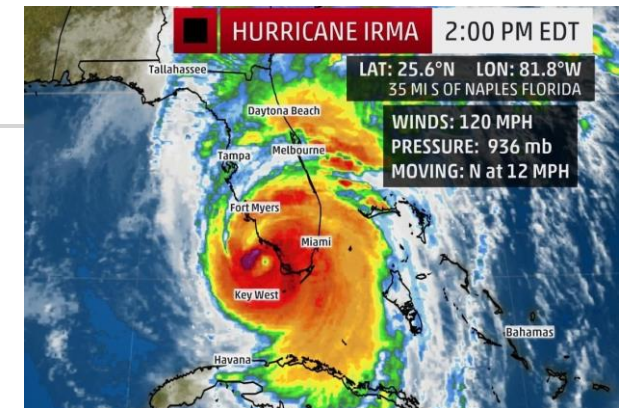 HURRICANE IRMA
2:00 PM EDT
LAT: 25.6°N LON: 81.8°W
35 MI S OF NAPLES FLORIDA
WINDS: 120 MPH
PRESSURE: 936 mb
MOVING: N at 12 MPH
Tallahassee
Daytona Beach
Tampa
Melbourne
Fort Myers
Miami
Key West
Bahamas
Havana